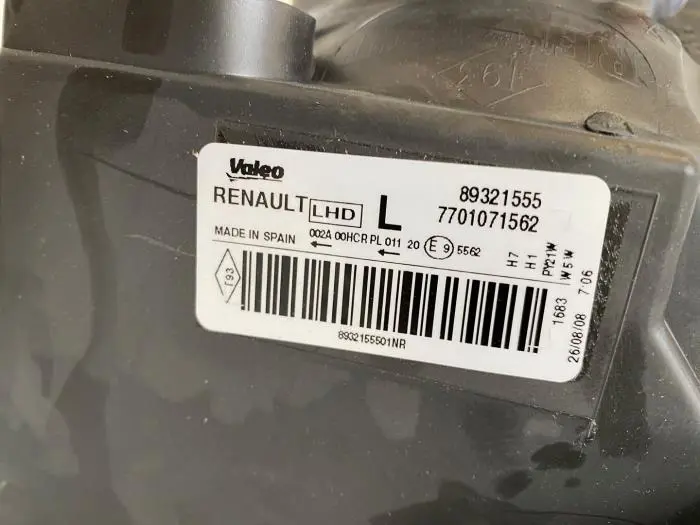 Valeo
89321555
RENAULT LHD L 7701071562
MADE IN SPAIN 002A 00HCR PL 011 20 E 9 5562
H7
H1
PY21W
W5W
T93
1683
26/08/08 7:06
8932155501NR